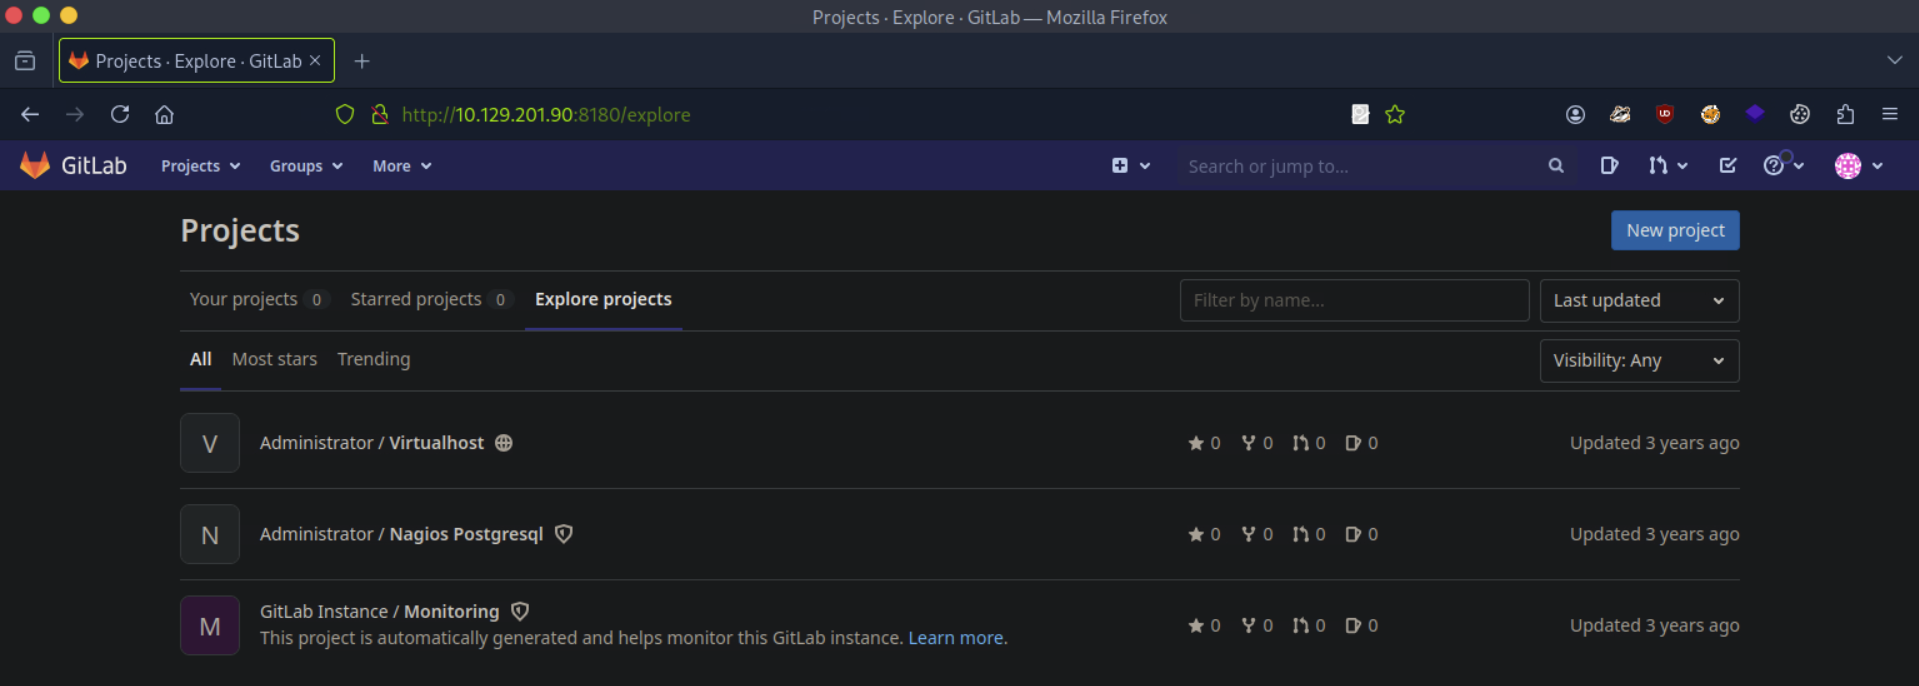 Projects · Explore · GitLab — Mozilla Firefox
Projects · Explore · GitLab
http://10.129.201.90:8180/explore
GitLab Projects Groups More Search or jump to...
Projects New project
Your projects 0 Starred projects 0 Explore projects Filter by name... Last updated
All Most stars Trending Visibility: Any
V Administrator / Virtualhost 0 0 0 0 Updated 3 years ago
N Administrator / Nagios Postgresql 0 0 0 0 Updated 3 years ago
GitLab Instance / Monitoring
M 0 0 0 0 Updated 3 years ago
This project is automatically generated and helps monitor this GitLab instance. Learn more.